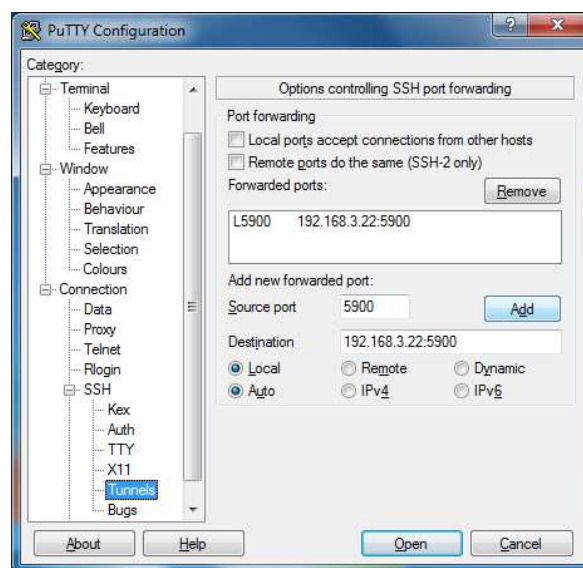 PuTTY Configuration
Category:
Terminal
Keyboard
Bell
Features
Window
Appearance
Behaviour
Translation
Selection
Colours
Connection
Data
Proxy
Telnet
Rlogin
SSH
Kex
Auth
TTY
X11
Tunnels
Bugs
Options controlling SSH port forwarding
Port forwarding
Local ports accept connections from other hosts
Remote ports do the same (SSH-2 only)
Forwarded ports:
Remove
L5900 192.168.3.22:5900
Add new forwarded port:
Source port 5900 Add
Destination 192.168.3.22:5900
Local Remote Dynamic
Auto IPv4 IPv6
About Help Open Cancel